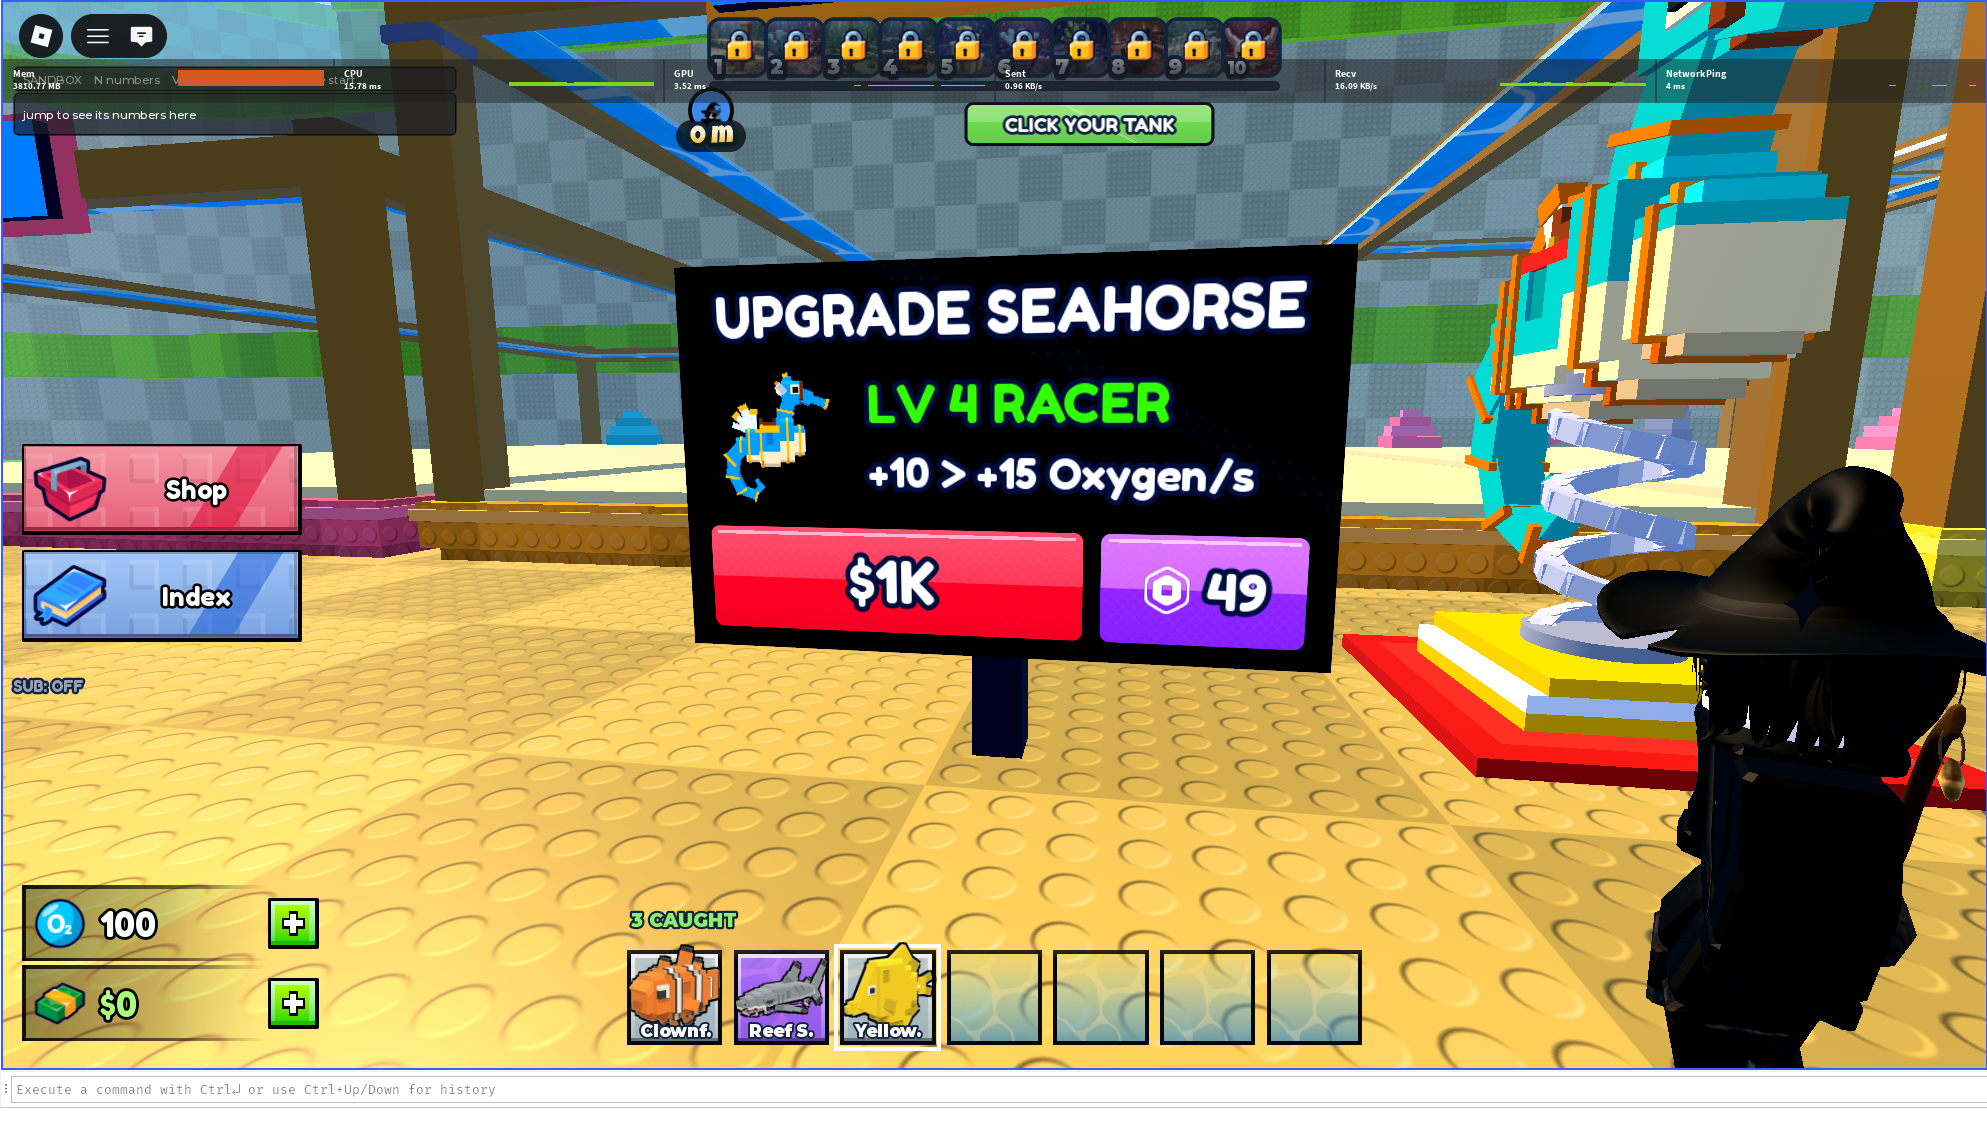 1 2 3 4 5 6 7 8 9 10
Mem
3810.77 MB
CPU
15.78 ms
GPU
3.52 ms
Sent
0.96 KB/s
Recv
16.09 KB/s
NetworkPing
4 ms
SANDBOX N numbers
jump to see its numbers here
0 m
CLICK YOUR TANK
UPGRADE SEAHORSE
LV 4 RACER
+10 > +15 Oxygen/s
$1K
49
Shop
Index
SUB: OFF
O2 100
$0
3 CAUGHT
Clownf.
Reef S.
Yellow.
Execute a command with Ctrl↵ or use Ctrl+Up/Down for history